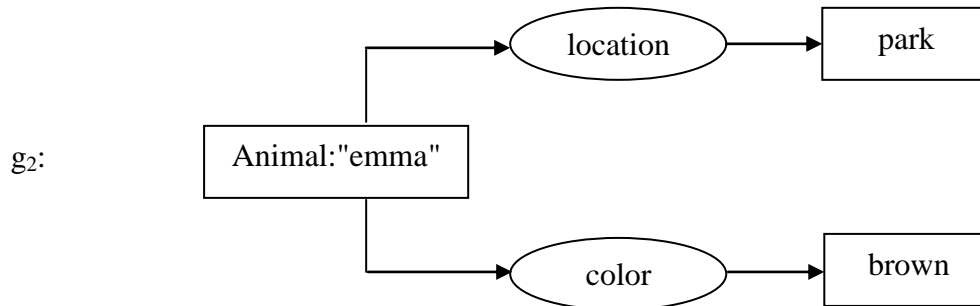 location
park
g₂:
Animal:"emma"
color
brown